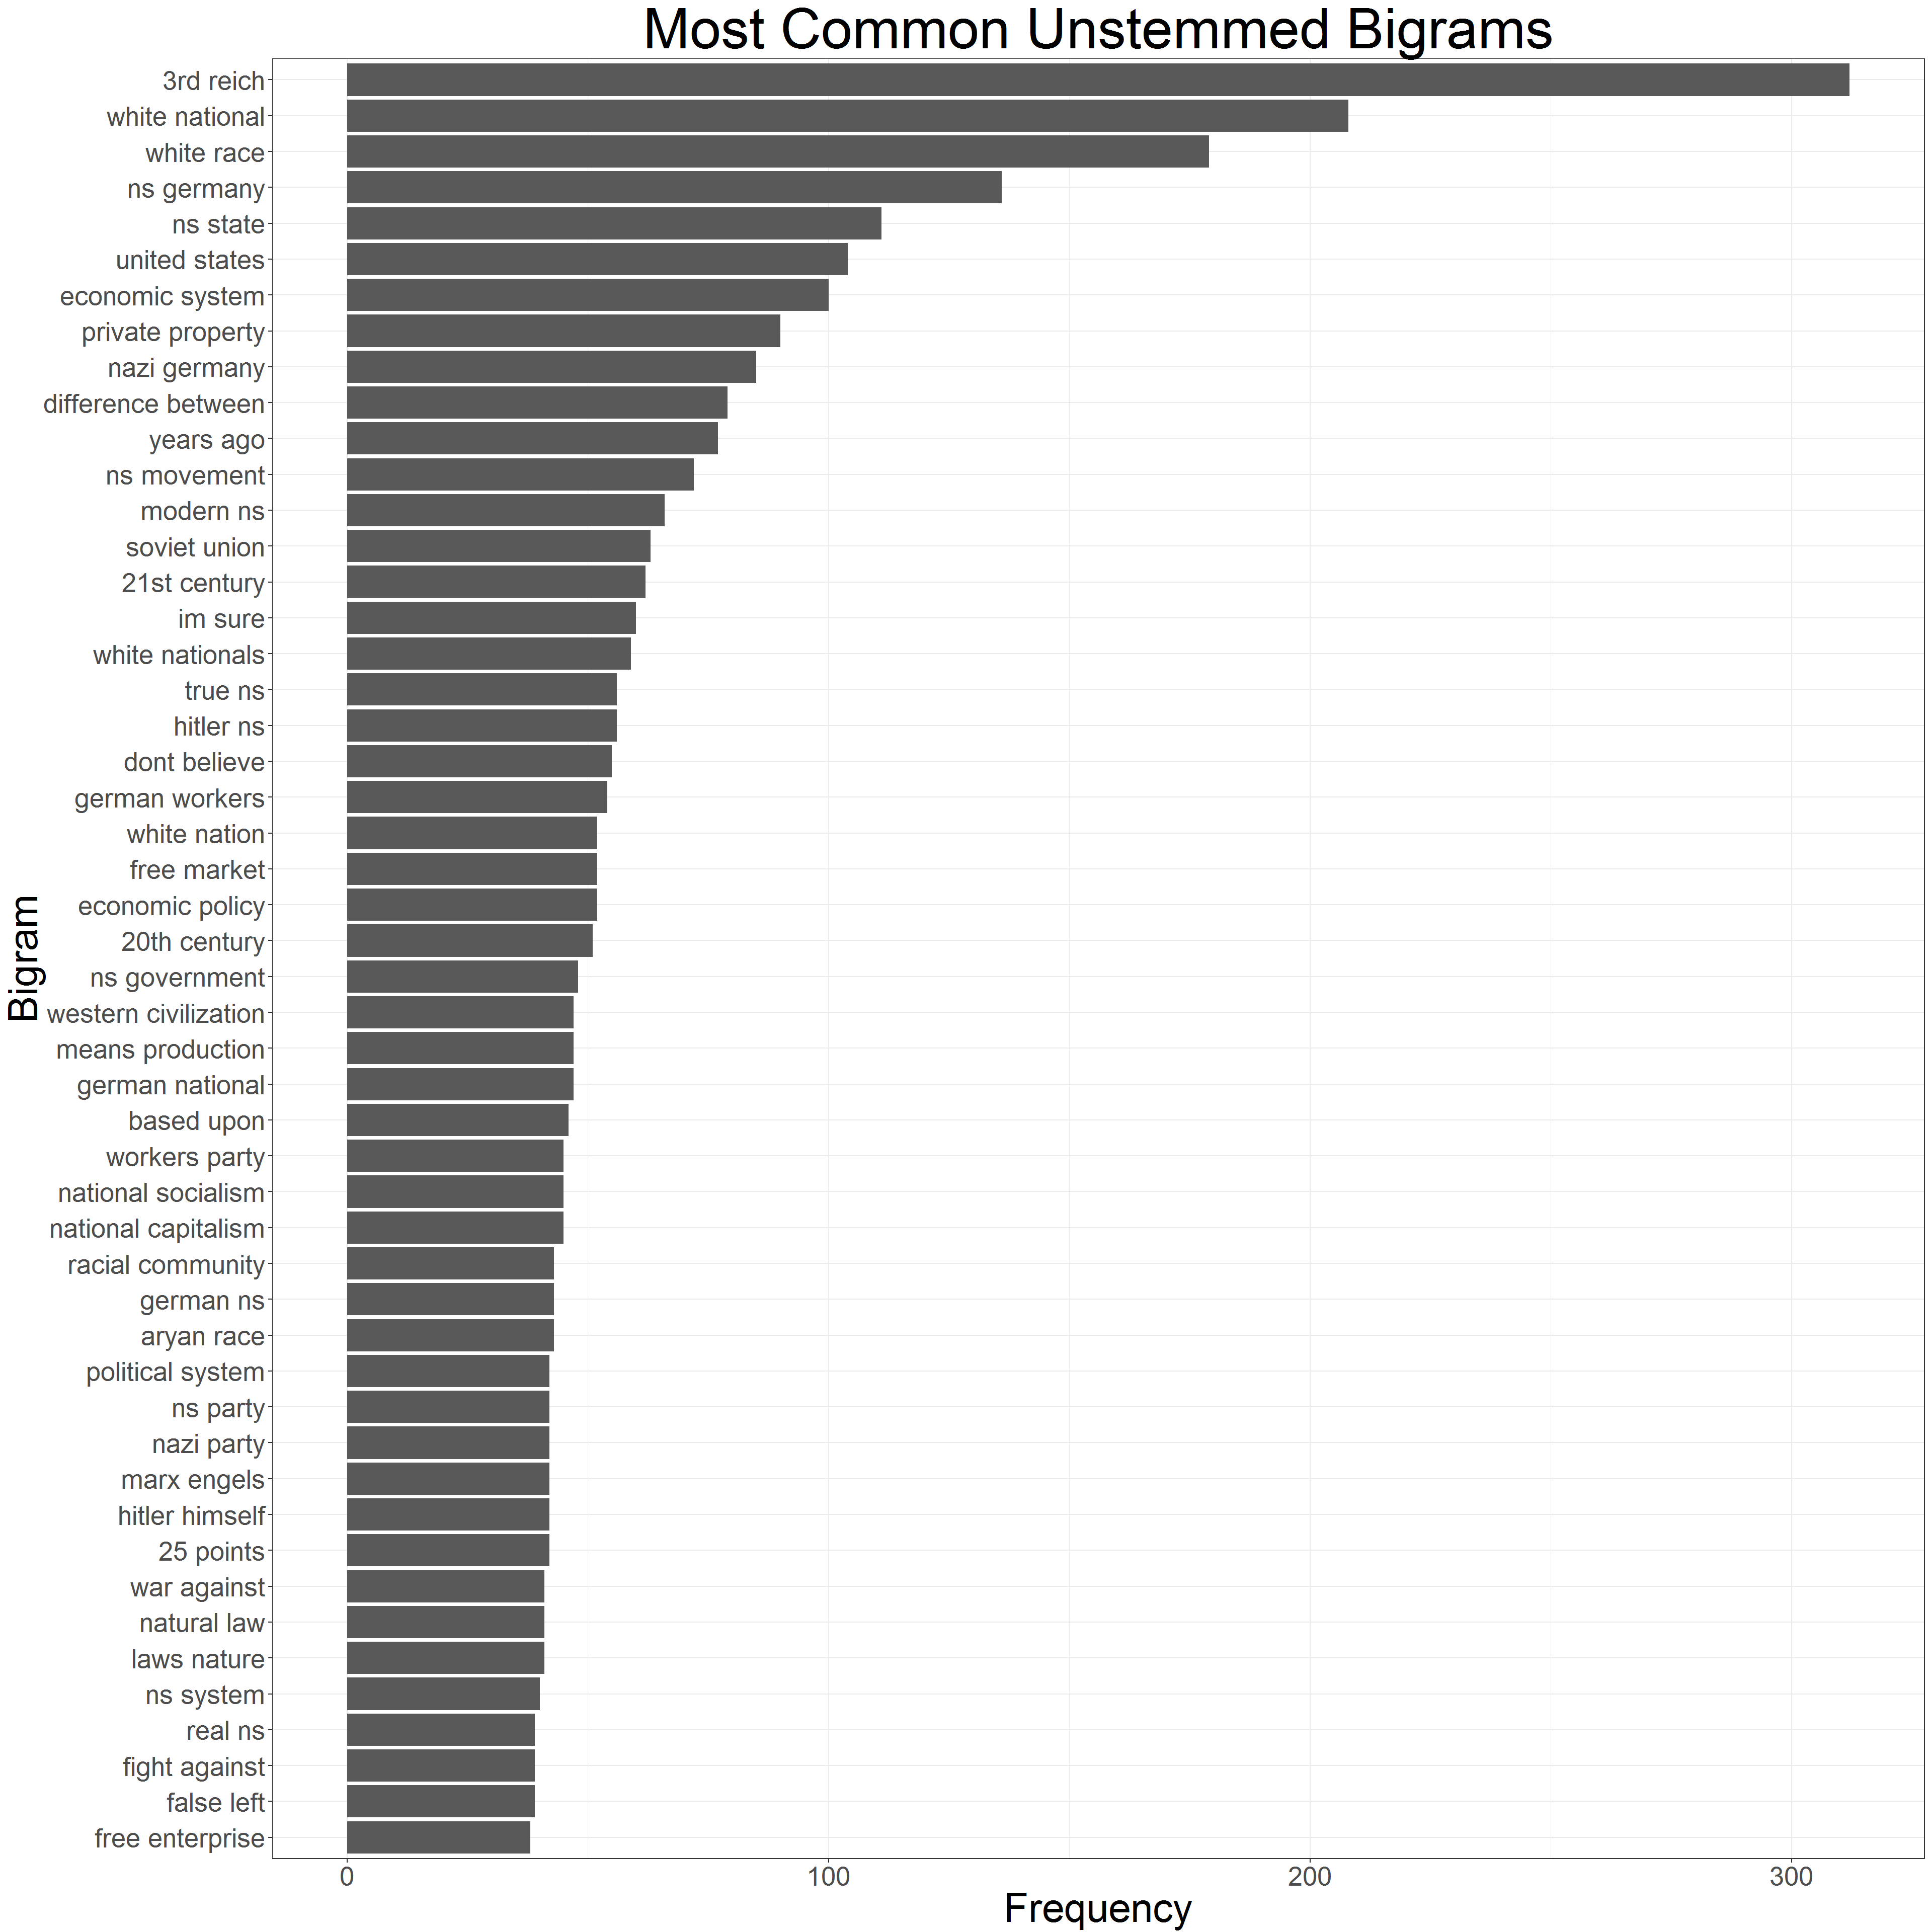 Most Common Unstemmed Bigrams
3rd reich
white national
white race
ns germany
ns state
united states
economic system
private property
nazi germany
difference between
years ago
ns movement
modern ns
soviet union
21st century
im sure
white nationals
true ns
hitler ns
dont believe
german workers
white nation
free market
economic policy
20th century
ns government
western civilization
means production
german national
based upon
workers party
national socialism
national capitalism
racial community
german ns
aryan race
political system
ns party
nazi party
marx engels
hitler himself
25 points
war against
natural law
laws nature
ns system
real ns
fight against
false left
free enterprise
Bigram
0 100 200 300
Frequency